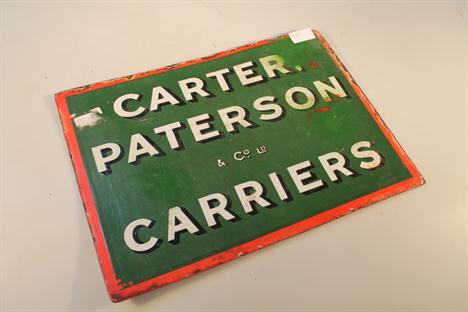 CARTER,
PATERSON
& Co LD
CARRIERS